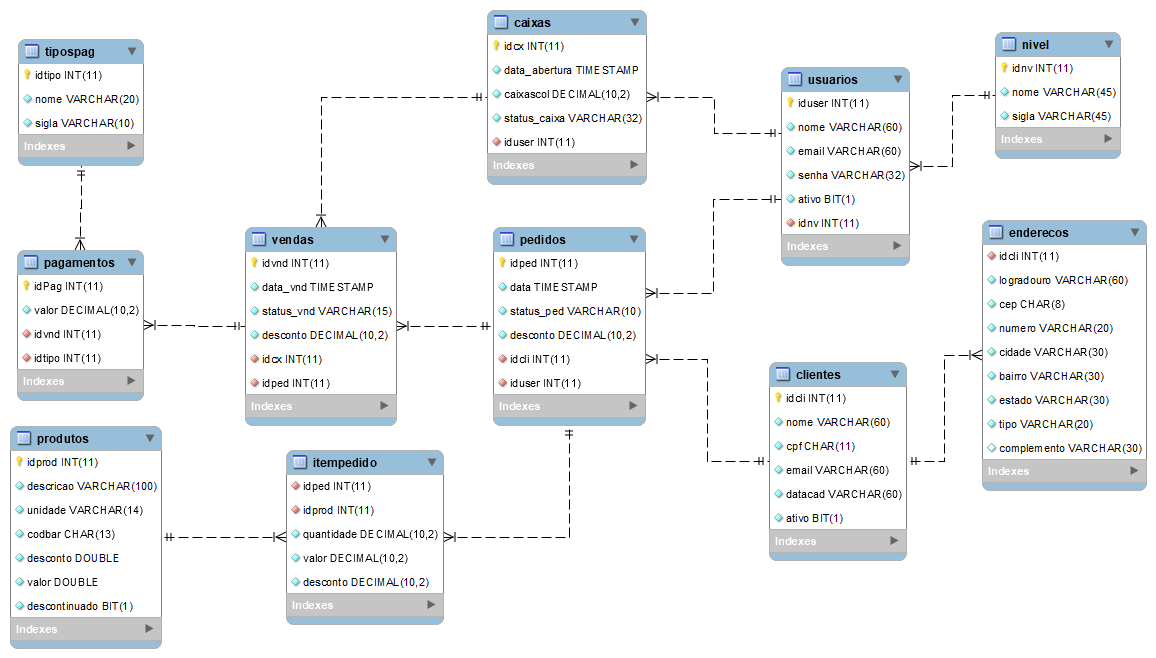 tipospag
idtipo INT(11)
nome VARCHAR(20)
sigla VARCHAR(10)
Indexes
caixas
idcx INT(11)
data_abertura TIMESTAMP
caixascol DECIMAL(10,2)
status_caixa VARCHAR(32)
iduser INT(11)
Indexes
usuarios
iduser INT(11)
nome VARCHAR(60)
email VARCHAR(60)
senha VARCHAR(32)
ativo BIT(1)
idnv INT(11)
Indexes
nivel
idnv INT(11)
nome VARCHAR(45)
sigla VARCHAR(45)
Indexes
pagamentos
idPag INT(11)
valor DECIMAL(10,2)
idvnd INT(11)
idtipo INT(11)
Indexes
vendas
idvnd INT(11)
data_vnd TIMESTAMP
status_vnd VARCHAR(15)
desconto DECIMAL(10,2)
idcx INT(11)
idped INT(11)
Indexes
pedidos
idped INT(11)
data TIMESTAMP
status_ped VARCHAR(10)
desconto DECIMAL(10,2)
idcli INT(11)
iduser INT(11)
Indexes
enderecos
idcli INT(11)
logradouro VARCHAR(60)
cep CHAR(8)
numero VARCHAR(20)
cidade VARCHAR(30)
bairro VARCHAR(30)
estado VARCHAR(30)
tipo VARCHAR(20)
complemento VARCHAR(30)
Indexes
clientes
idcli INT(11)
nome VARCHAR(60)
cpf CHAR(11)
email VARCHAR(60)
datacad VARCHAR(60)
ativo BIT(1)
Indexes
produtos
idprod INT(11)
descricao VARCHAR(100)
unidade VARCHAR(14)
codbar CHAR(13)
desconto DOUBLE
valor DOUBLE
descontinuado BIT(1)
Indexes
itempedido
idped INT(11)
idprod INT(11)
quantidade DECIMAL(10,2)
valor DECIMAL(10,2)
desconto DECIMAL(10,2)
Indexes